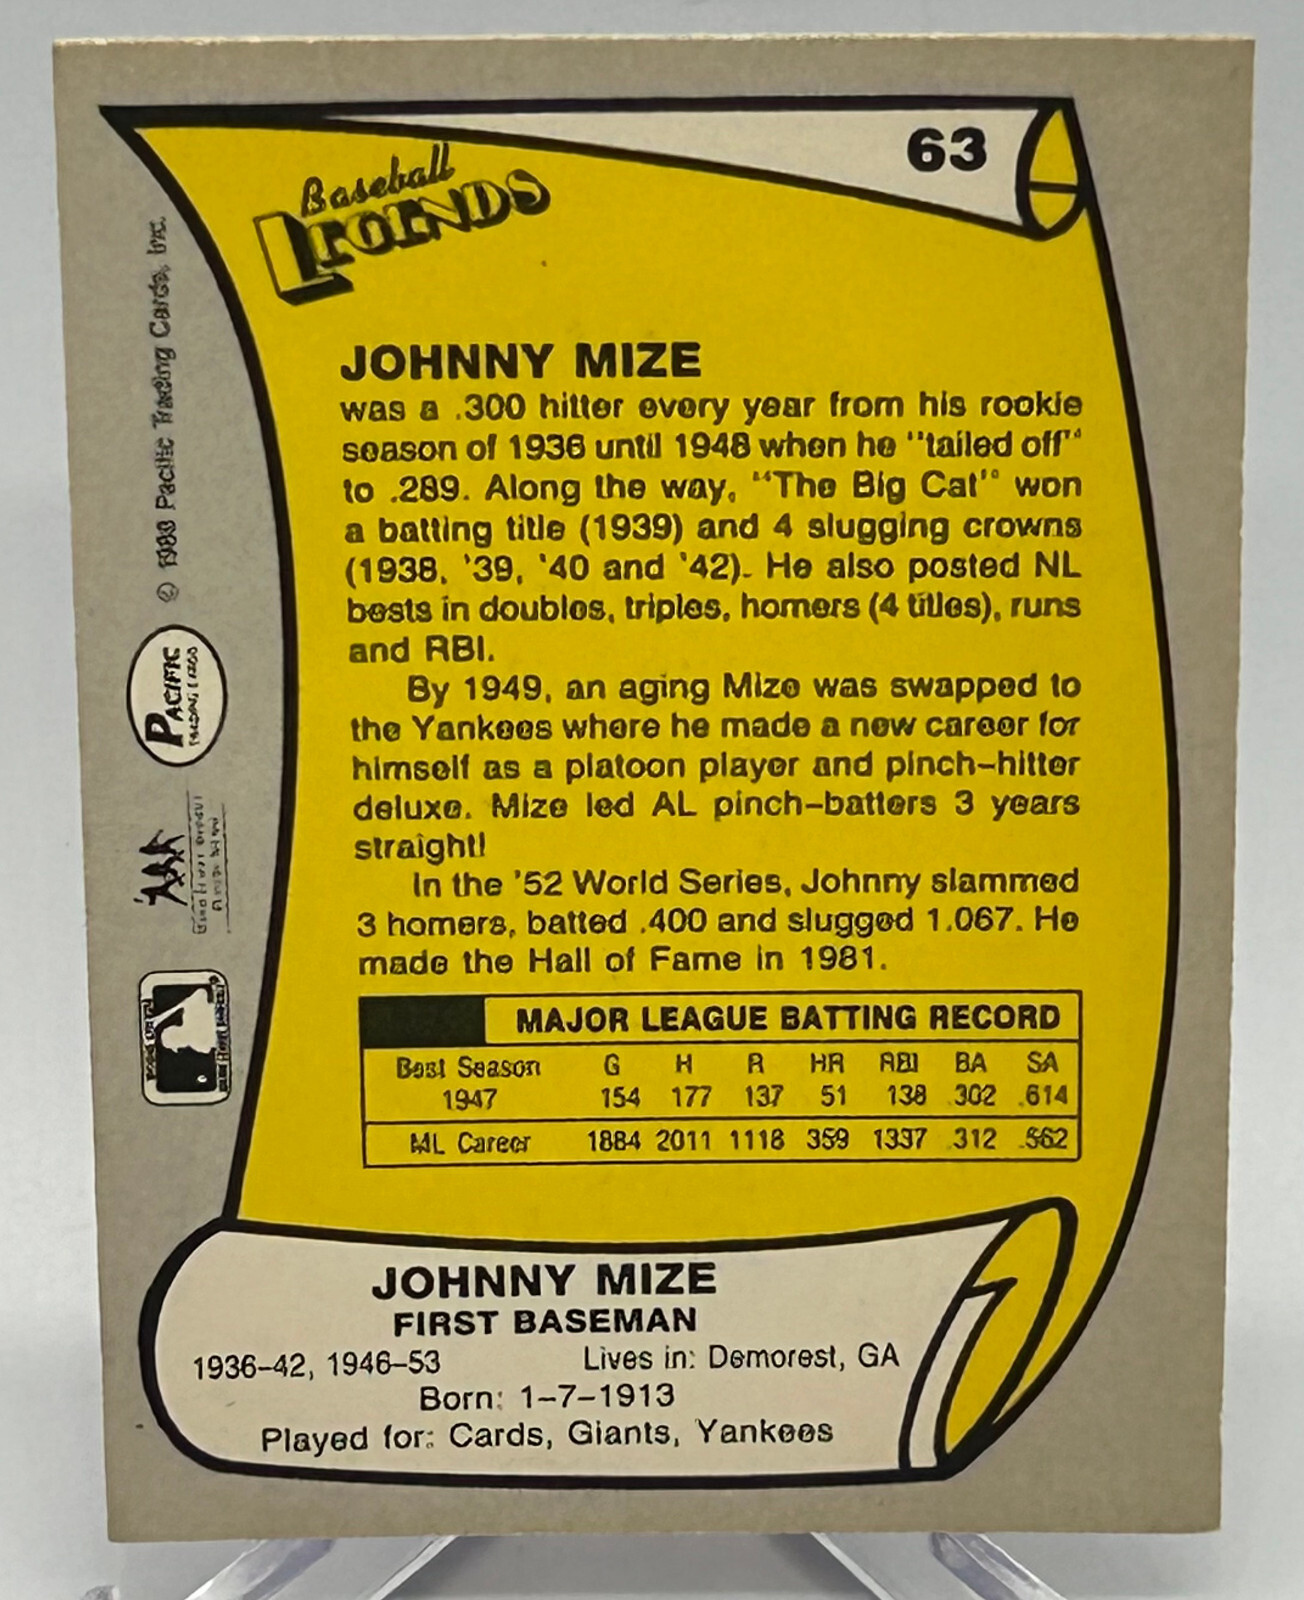 63
Baseball
LEGENDS
JOHNNY MIZE
was a .300 hitter every year from his rookie
season of 1936 until 1948 when he "tailed off"
to .289. Along the way, "The Big Cat" won
a batting title (1939) and 4 slugging crowns
(1938, '39, '40 and '42). He also posted NL
bests in doubles, triples, homers (4 titles), runs
and RBI.
By 1949, an aging Mize was swapped to
the Yankees where he made a new career for
himself as a platoon player and pinch-hitter
deluxe. Mize led AL pinch-batters 3 years
straight!
In the '52 World Series, Johnny slammed
3 homers, batted .400 and slugged 1.067. He
made the Hall of Fame in 1981.
MAJOR LEAGUE BATTING RECORD
Best Season G H R HR RBI BA SA
1947 154 177 137 51 138 .302 .614
ML Career 1884 2011 1118 359 1337 .312 .562
JOHNNY MIZE
FIRST BASEMAN
1936-42, 1946-53 Lives in: Demorest, GA
Born: 1-7-1913
Played for: Cards, Giants, Yankees
© 1988 Pacific Trading Cards, Inc.
PACIFIC
TRADING CARDS